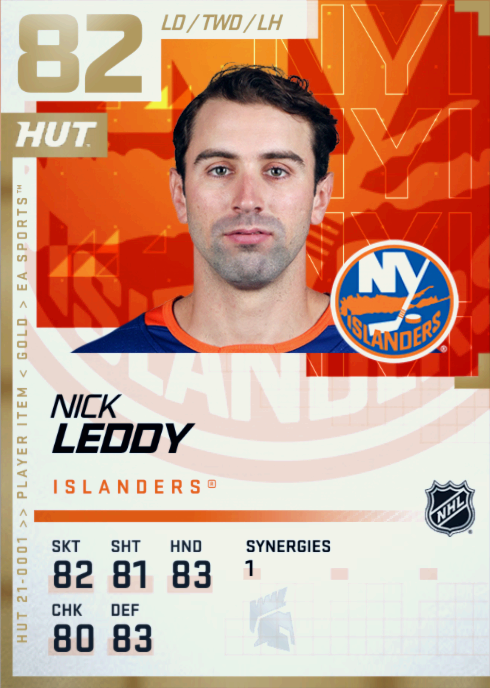 82
LD / TWD / LH
HUT
NY
ISLANDERS
HUT 21-0001 >> PLAYER ITEM < GOLD > EA SPORTS™
NICK
LEDDY
ISLANDERS®
NHL
SKT SHT HND SYNERGIES
82 81 83 1
CHK DEF
80 83